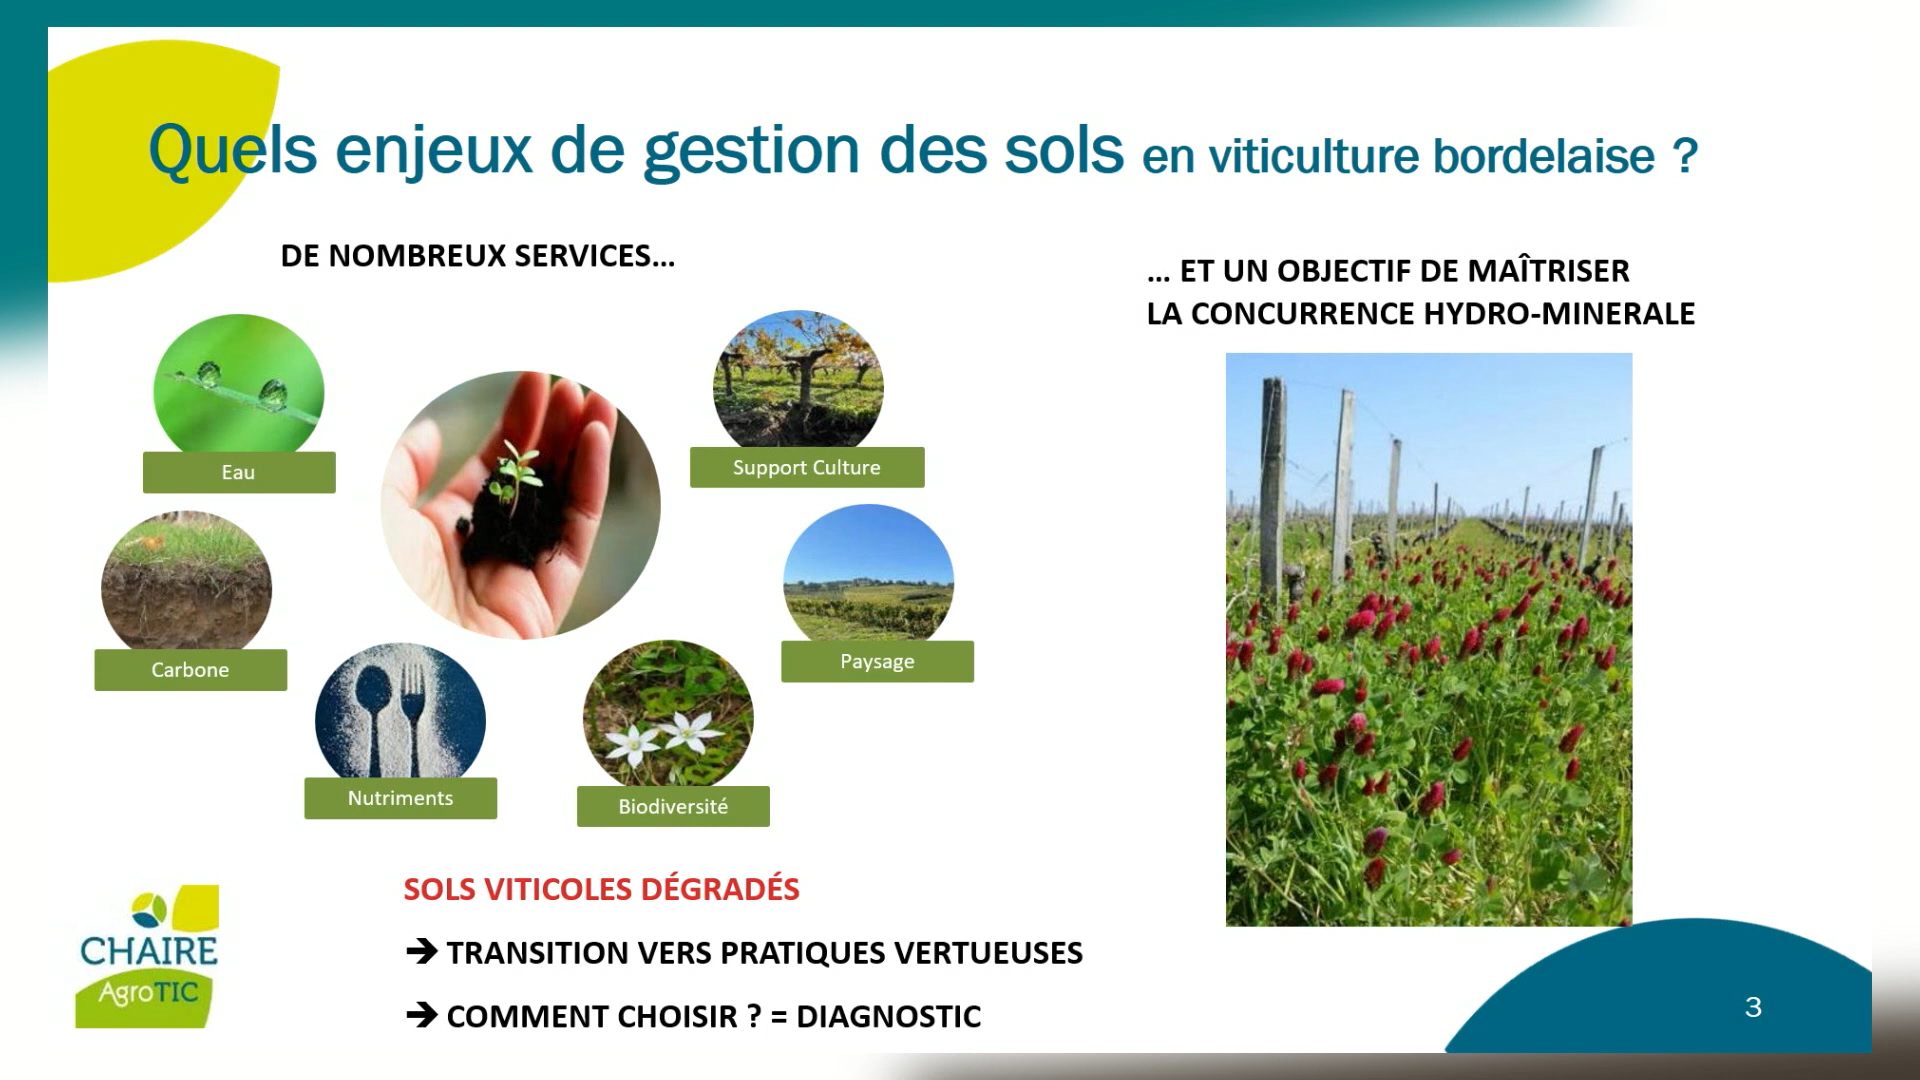 Quels enjeux de gestion des sols en viticulture bordelaise ?
DE NOMBREUX SERVICES...
... ET UN OBJECTIF DE MAÎTRISER
LA CONCURRENCE HYDRO-MINERALE
Eau
Support Culture
Carbone
Paysage
Nutriments
Biodiversité
SOLS VITICOLES DÉGRADÉS
➔ TRANSITION VERS PRATIQUES VERTUEUSES
➔ COMMENT CHOISIR ? = DIAGNOSTIC
CHAIRE
AgroTIC
3